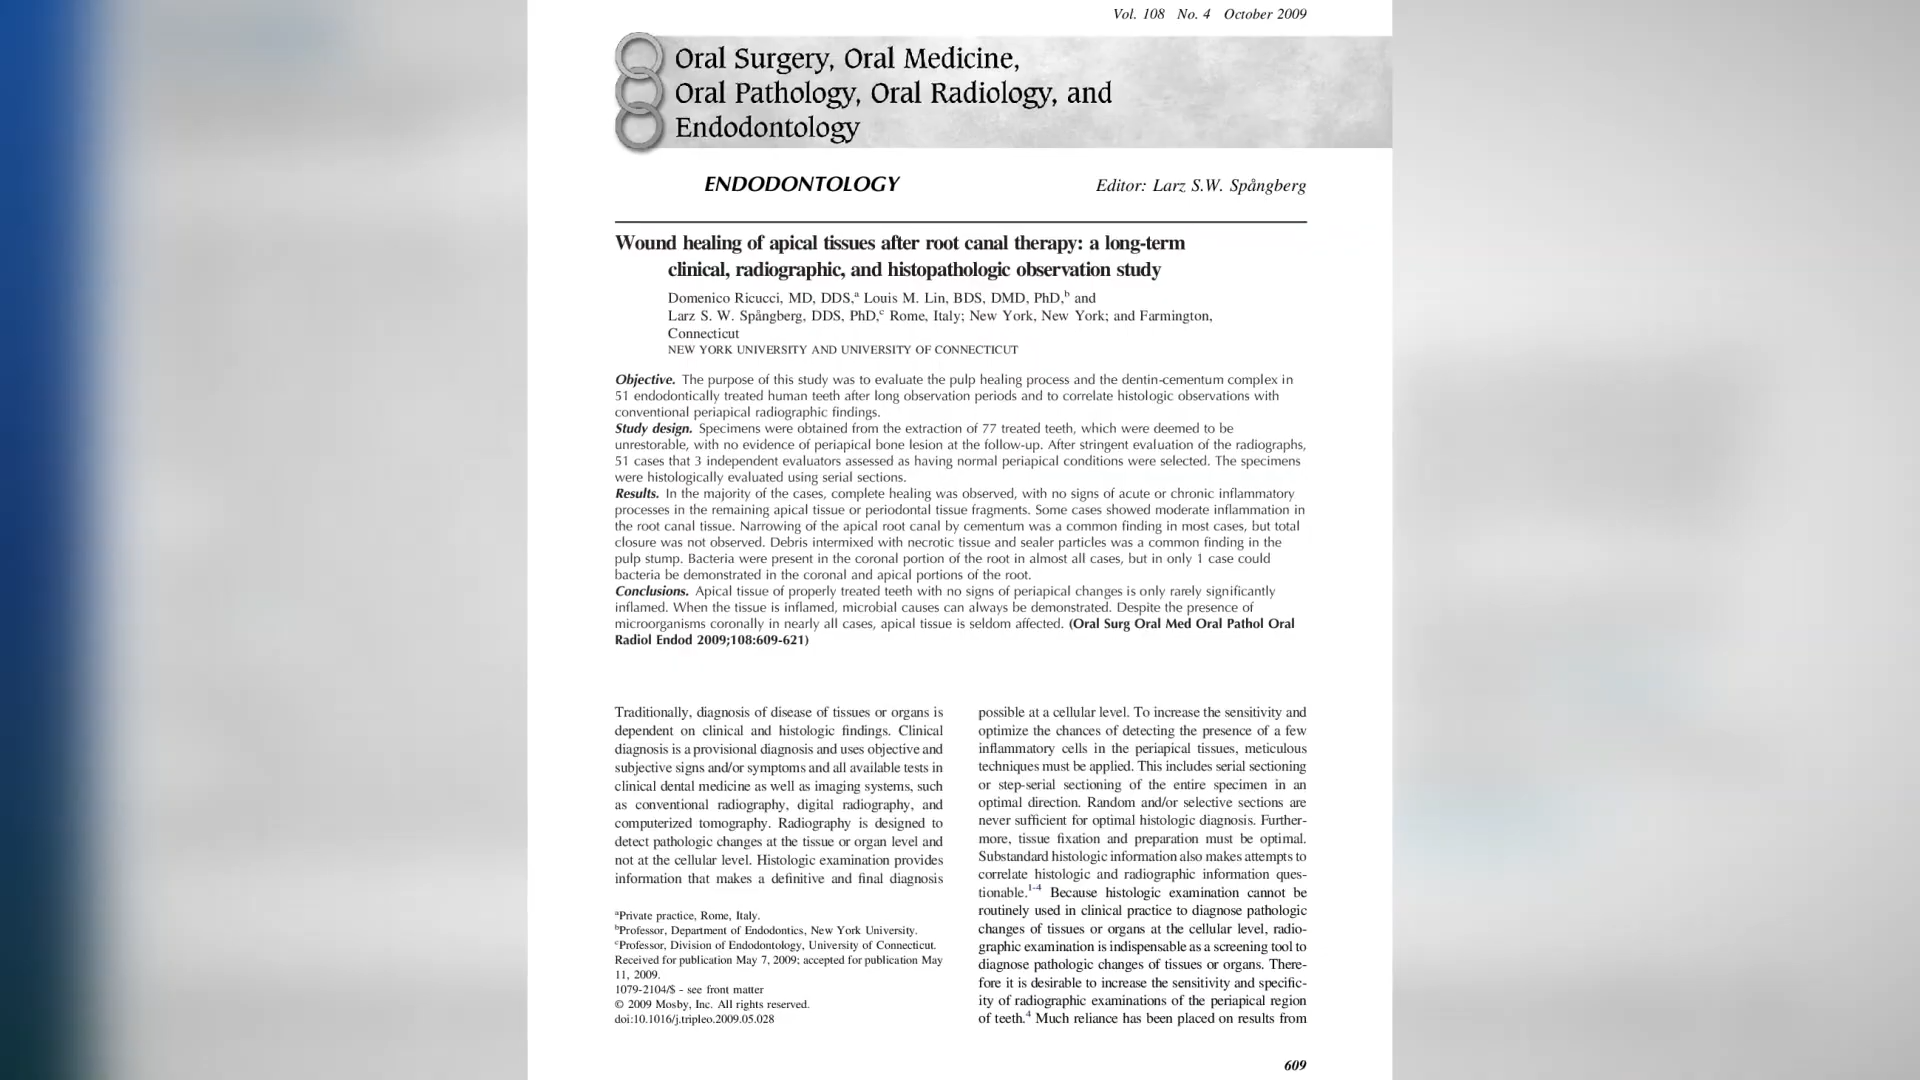 Vol. 108 No. 4 October 2009
Oral Surgery, Oral Medicine,
Oral Pathology, Oral Radiology, and
Endodontology
ENDODONTOLOGY
Editor: Larz S.W. Spångberg
Wound healing of apical tissues after root canal therapy: a long-term
clinical, radiographic, and histopathologic observation study
Domenico Ricucci, MD, DDS,ᵃ Louis M. Lin, BDS, DMD, PhD,ᵇ and
Larz S. W. Spångberg, DDS, PhD,ᶜ Rome, Italy; New York, New York; and Farmington,
Connecticut
NEW YORK UNIVERSITY AND UNIVERSITY OF CONNECTICUT
Objective. The purpose of this study was to evaluate the pulp healing process and the dentin-cementum complex in
51 endodontically treated human teeth after long observation periods and to correlate histologic observations with
conventional periapical radiographic findings.
Study design. Specimens were obtained from the extraction of 77 treated teeth, which were deemed to be
unrestorable, with no evidence of periapical bone lesion at the follow-up. After stringent evaluation of the radiographs,
51 cases that 3 independent evaluators assessed as having normal periapical conditions were selected. The specimens
were histologically evaluated using serial sections.
Results. In the majority of the cases, complete healing was observed, with no signs of acute or chronic inflammatory
processes in the remaining apical tissue or periodontal tissue fragments. Some cases showed moderate inflammation in
the root canal tissue. Narrowing of the apical root canal by cementum was a common finding in most cases, but total
closure was not observed. Debris intermixed with necrotic tissue and sealer particles was a common finding in the
pulp stump. Bacteria were present in the coronal portion of the root in almost all cases, but in only 1 case could
bacteria be demonstrated in the coronal and apical portions of the root.
Conclusions. Apical tissue of properly treated teeth with no signs of periapical changes is only rarely significantly
inflamed. When the tissue is inflamed, microbial causes can always be demonstrated. Despite the presence of
microorganisms coronally in nearly all cases, apical tissue is seldom affected. (Oral Surg Oral Med Oral Pathol Oral
Radiol Endod 2009;108:609-621)
Traditionally, diagnosis of disease of tissues or organs is
dependent on clinical and histologic findings. Clinical
diagnosis is a provisional diagnosis and uses objective and
subjective signs and/or symptoms and all available tests in
clinical dental medicine as well as imaging systems, such
as conventional radiography, digital radiography, and
computerized tomography. Radiography is designed to
detect pathologic changes at the tissue or organ level and
not at the cellular level. Histologic examination provides
information that makes a definitive and final diagnosis
ᵃPrivate practice, Rome, Italy.
ᵇProfessor, Department of Endodontics, New York University.
ᶜProfessor, Division of Endodontology, University of Connecticut.
Received for publication May 7, 2009; accepted for publication May
11, 2009.
1079-2104/$ - see front matter
© 2009 Mosby, Inc. All rights reserved.
doi:10.1016/j.tripleo.2009.05.028
possible at a cellular level. To increase the sensitivity and
optimize the chances of detecting the presence of a few
inflammatory cells in the periapical tissues, meticulous
techniques must be applied. This includes serial sectioning
or step-serial sectioning of the entire specimen in an
optimal direction. Random and/or selective sections are
never sufficient for optimal histologic diagnosis. Further-
more, tissue fixation and preparation must be optimal.
Substandard histologic information also makes attempts to
correlate histologic and radiographic information ques-
tionable.¹⁻⁴ Because histologic examination cannot be
routinely used in clinical practice to diagnose pathologic
changes of tissues or organs at the cellular level, radio-
graphic examination is indispensable as a screening tool to
diagnose pathologic changes of tissues or organs. There-
fore it is desirable to increase the sensitivity and specific-
ity of radiographic examinations of the periapical region
of teeth.⁴ Much reliance has been placed on results from
609